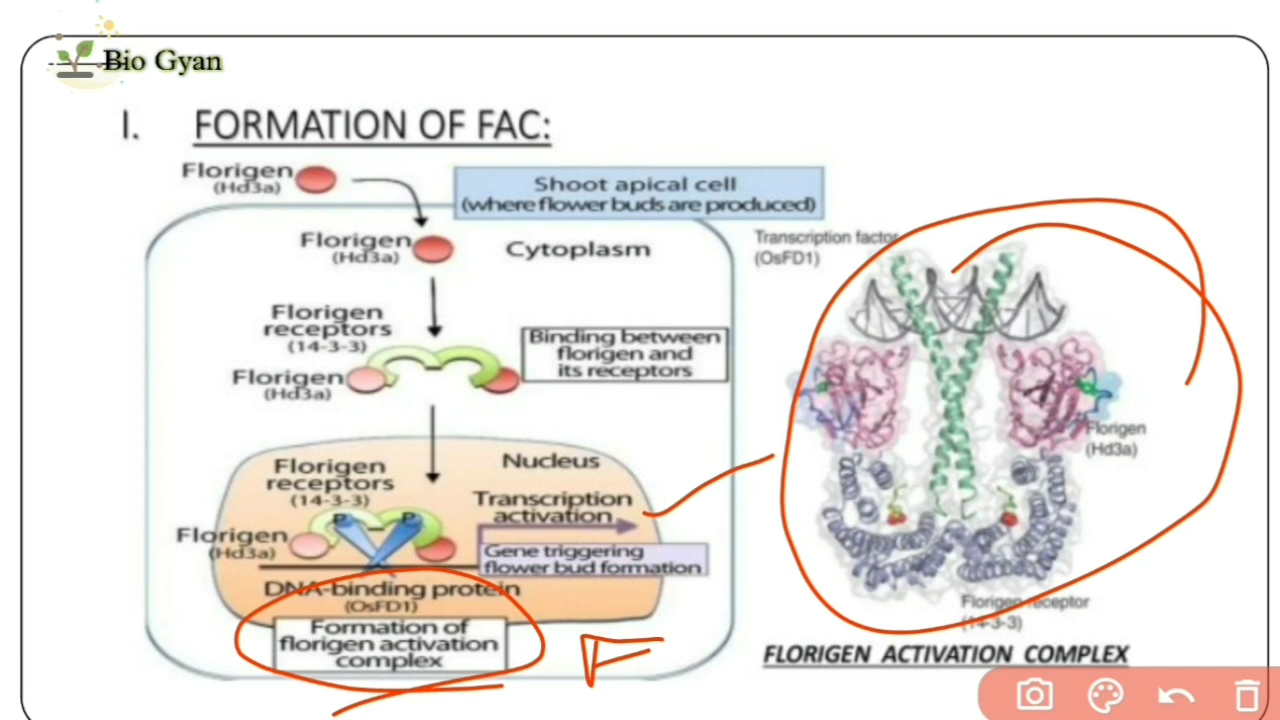 Bio Gyan
I. FORMATION OF FAC:
Florigen
(Hd3a)
Shoot apical cell
(where flower buds are produced)
Florigen
(Hd3a)
Cytoplasm
Florigen
receptors
(14-3-3)
Florigen
(Hd3a)
Binding between
florigen and
its receptors
Florigen
receptors
(14-3-3)
Nucleus
Transcription
activation
P P
Florigen
(Hd3a)
Gene triggering
flower bud formation
DNA-binding protein
(OsFD1)
Formation of
florigen activation
complex
Transcription factor
(OsFD1)
Florigen
(Hd3a)
Florigen receptor
(14-3-3)
FLORIGEN ACTIVATION COMPLEX